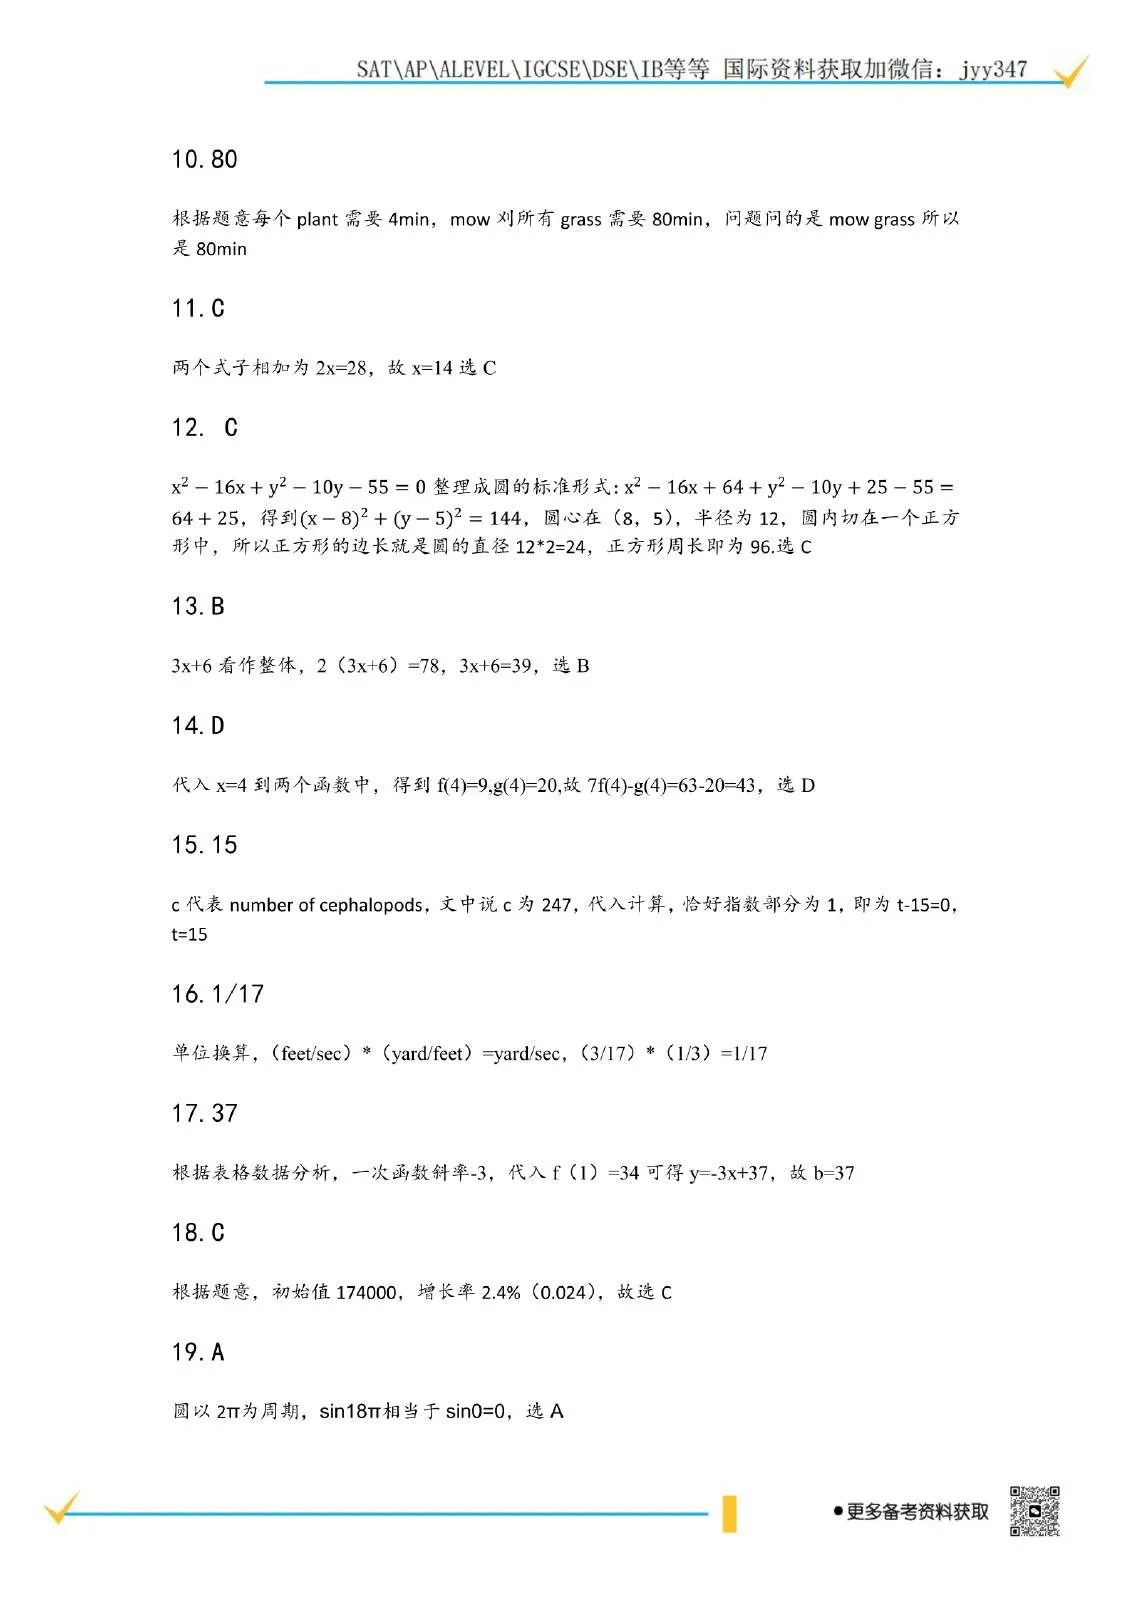 SAT\AP\ALEVEL\IGCSE\DSE\IB等等 国际资料获取加微信：jyy347
10.80
根据题意每个 plant 需要 4min，mow 刈所有 grass 需要 80min，问题问的是 mow grass 所以
是 80min
11.C
两个式子相加为 2x=28，故 x=14 选 C
12. C
x² − 16x + y² − 10y − 55 = 0 整理成圆的标准形式: x² − 16x + 64 + y² − 10y + 25 − 55 =
64 + 25，得到(x − 8)² + (y − 5)² = 144，圆心在（8，5），半径为 12，圆内切在一个正方
形中，所以正方形的边长就是圆的直径 12*2=24，正方形周长即为 96.选 C
13.B
3x+6 看作整体，2（3x+6）=78，3x+6=39，选 B
14.D
代入 x=4 到两个函数中，得到 f(4)=9,g(4)=20,故 7f(4)-g(4)=63-20=43，选 D
15.15
c 代表 number of cephalopods，文中说 c 为 247，代入计算，恰好指数部分为 1，即为 t-15=0，
t=15
16.1/17
单位换算，（feet/sec）*（yard/feet）=yard/sec，（3/17）*（1/3）=1/17
17.37
根据表格数据分析，一次函数斜率-3，代入 f（1）=34 可得 y=-3x+37，故 b=37
18.C
根据题意，初始值 174000，增长率 2.4%（0.024），故选 C
19.A
圆以 2π为周期，sin18π相当于 sin0=0，选 A
●更多备考资料获取